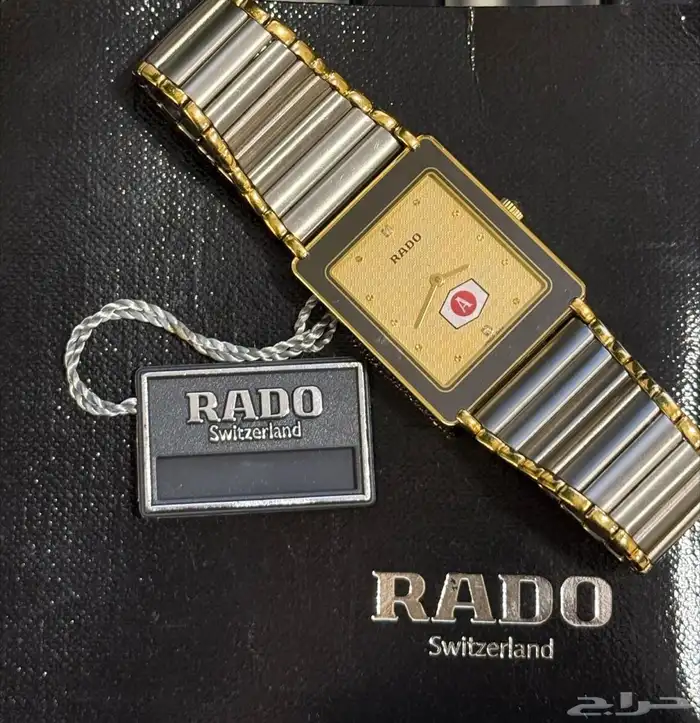 RADO
A
RADO
Switzerland
RADO
Switzerland
حراج